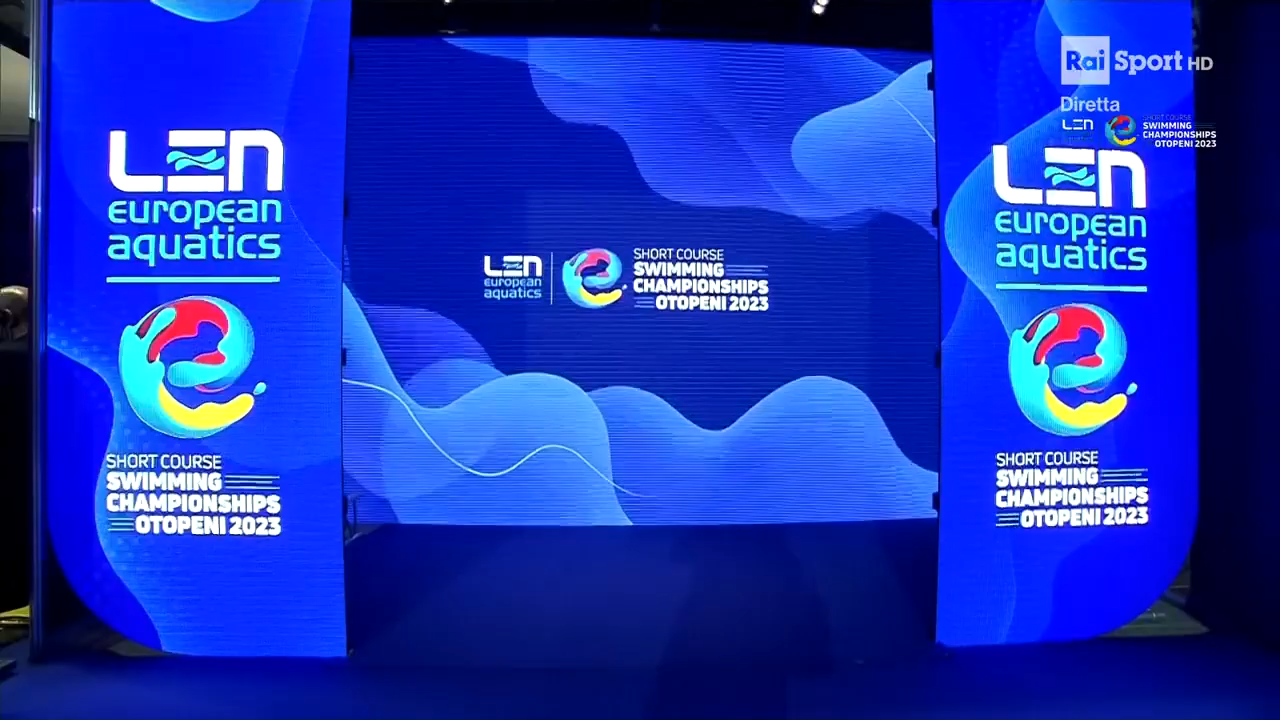 Rai Sport HD
Diretta
LEN
SHORT COURSE
SWIMMING
CHAMPIONSHIPS
OTOPENI 2023
LEN
european
aquatics
SHORT COURSE
SWIMMING
CHAMPIONSHIPS
OTOPENI 2023
LEN
european
aquatics
SHORT COURSE
SWIMMING
CHAMPIONSHIPS
OTOPENI 2023
LEN
european
aquatics
SHORT COURSE
SWIMMING
CHAMPIONSHIPS
OTOPENI 2023